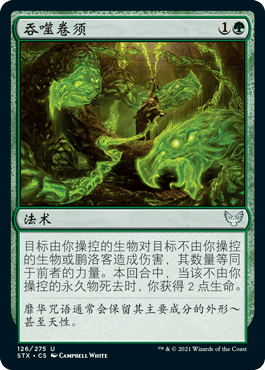 吞噬卷须
1
法术
目标由你操控的生物对目标不由你操控
的生物或鹏洛客造成伤害，其数量等同
于前者的力量。本回合中，当该不由你
操控的永久物死去时，你获得2点生命。
靡华咒语通常会保留其主要成分的外形～
甚至天性。
126/275 U
STX • CS CAMPBELL WHITE
™ & © 2021 Wizards of the Coast